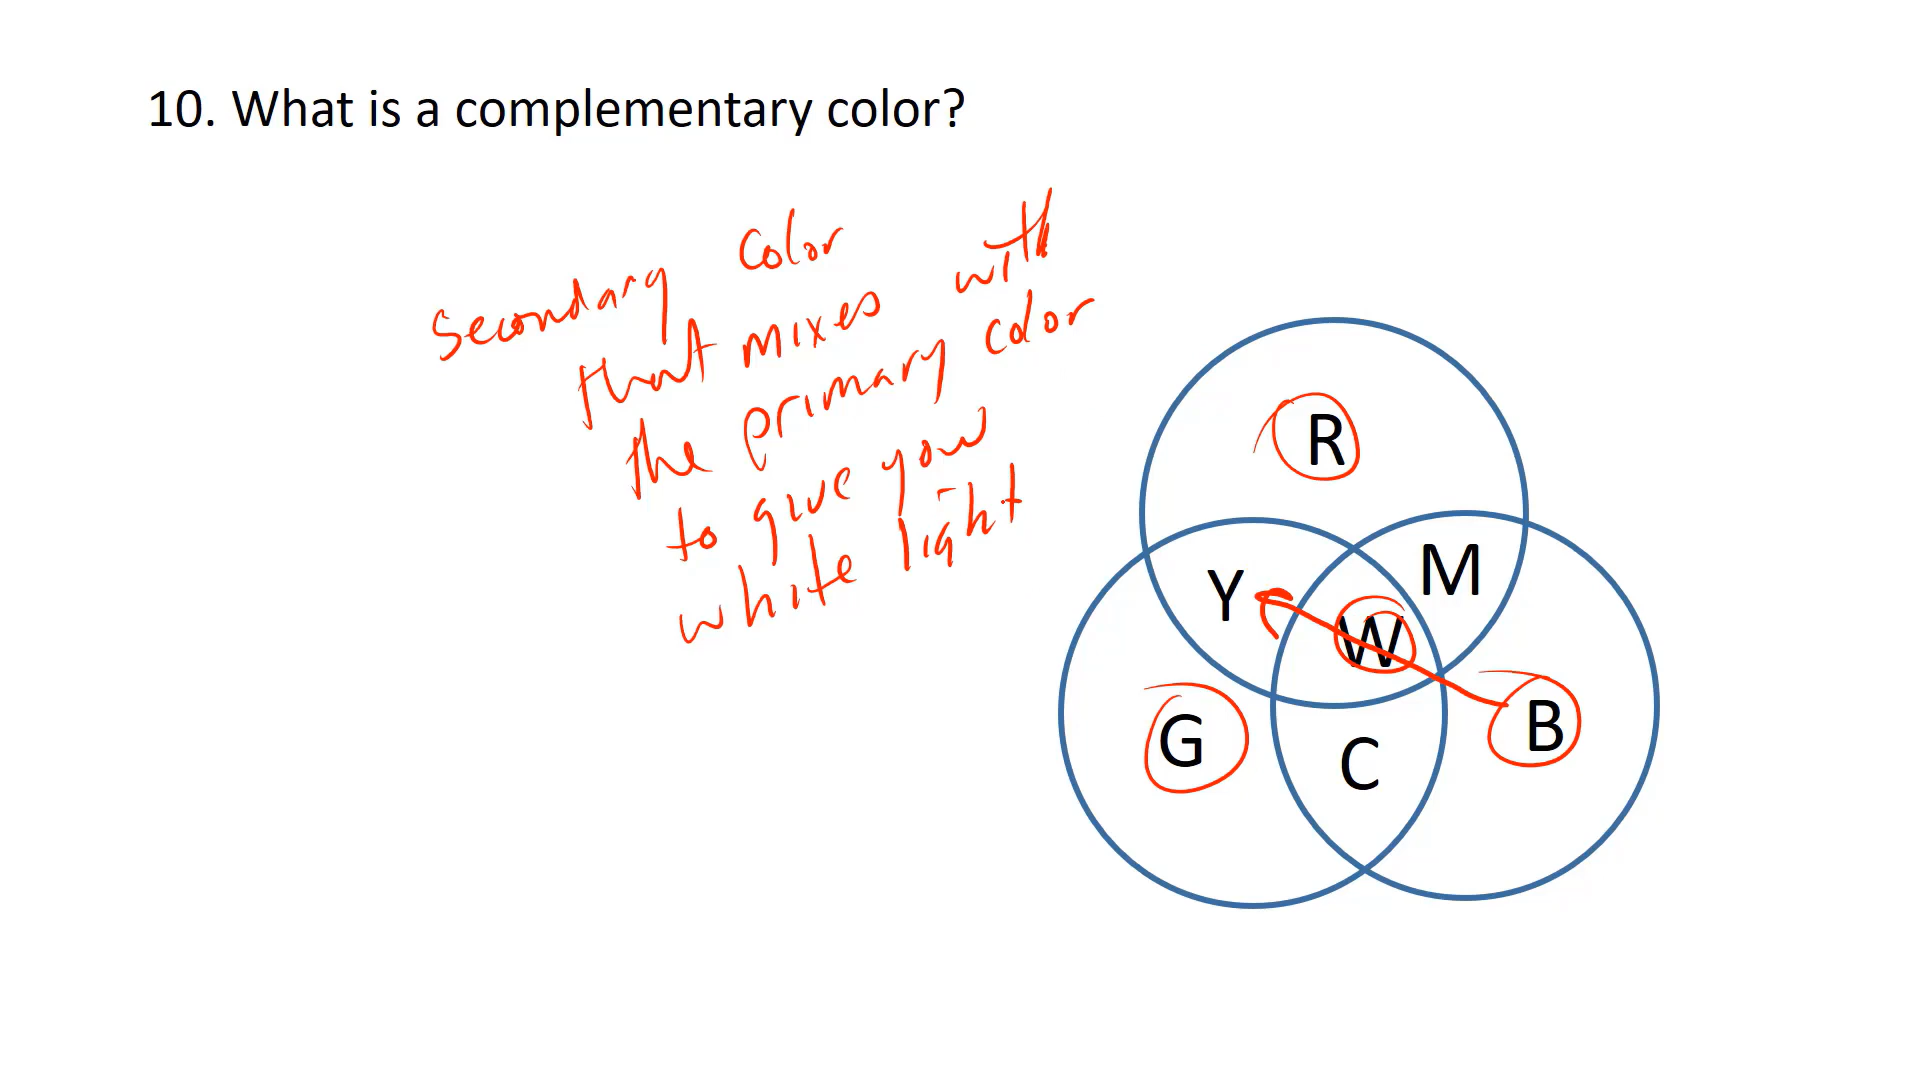 10. What is a complementary color?
secondary color
that mixes with
the primary color
to give you
white light
R
Y
M
W
G
B
C